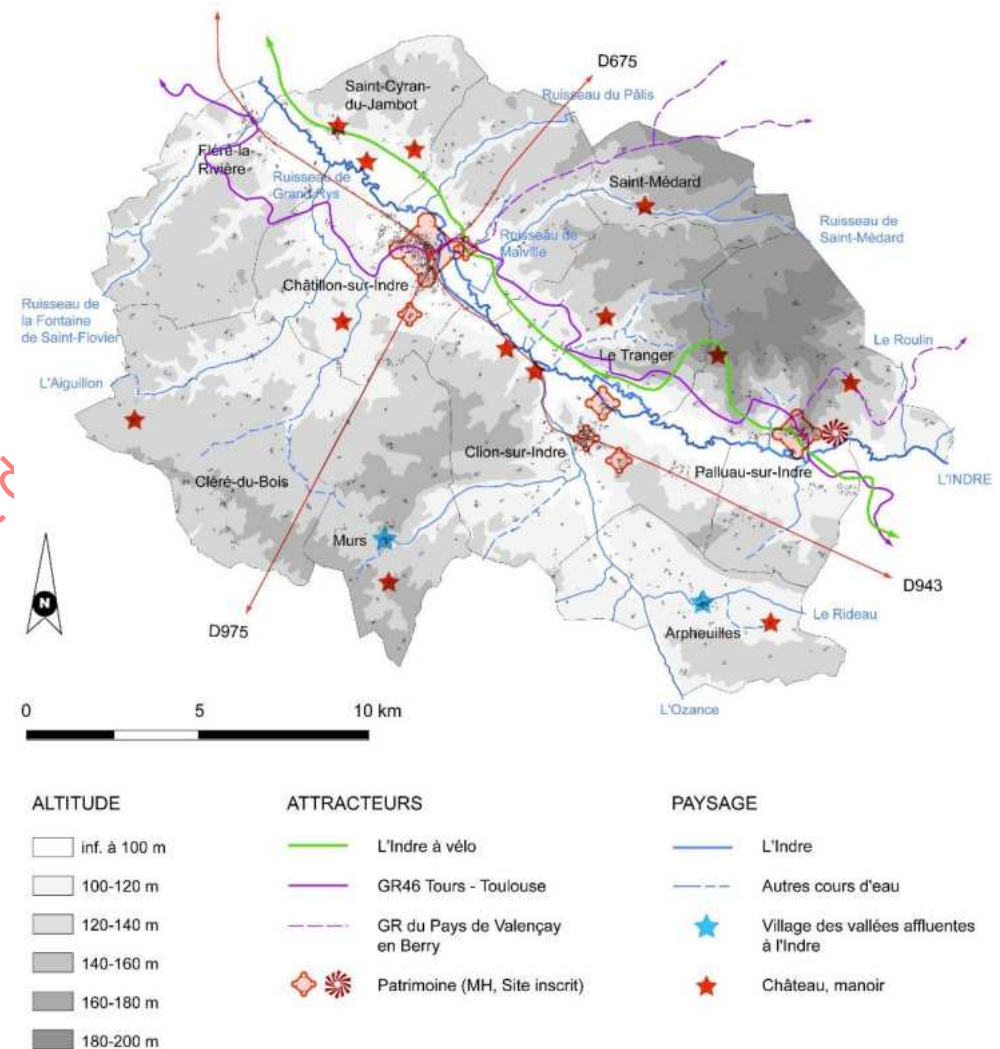 D675
Saint-Cyran-
du-Jambot
Ruisseau du Pâlis
Fléré-la-
Rivière
Ruisseau de
Grand Rys
Saint-Médard
Ruisseau de
Saint-Médard
Ruisseau de
Malville
Châtillon-sur-Indre
Ruisseau de
la Fontaine
de Saint-Flovier
Le Roulin
Le Tranger
L'Aiguillon
Clion-sur-Indre
Palluau-sur-Indre
L'INDRE
Cléré-du-Bois
Murs
D943
N
D975
Le Rideau
Arpheuilles
L'Ozance
0 5 10 km
ALTITUDE
inf. à 100 m
100-120 m
120-140 m
140-160 m
160-180 m
180-200 m
ATTRACTEURS
L'Indre à vélo
GR46 Tours - Toulouse
GR du Pays de Valençay
en Berry
Patrimoine (MH, Site inscrit)
PAYSAGE
L'Indre
Autres cours d'eau
Village des vallées affluentes
à l'Indre
Château, manoir